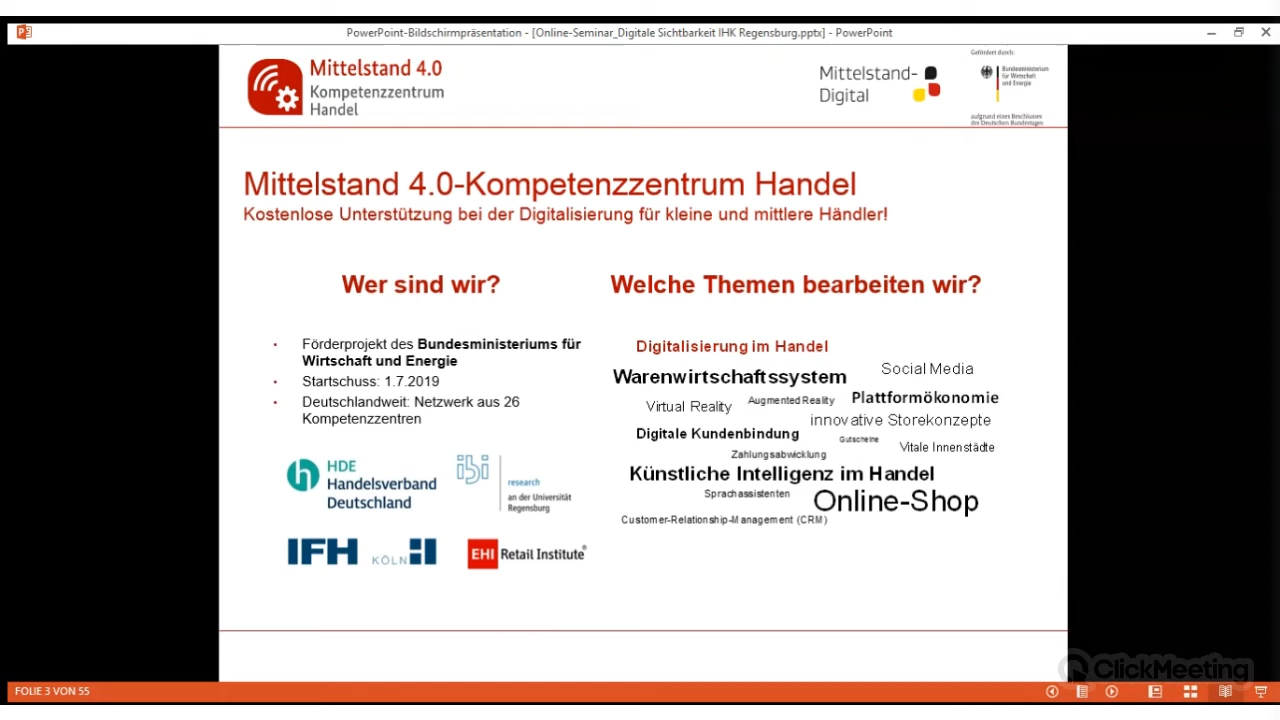 PowerPoint-Bildschirmpräsentation - [Online-Seminar_Digitale Sichtbarkeit IHK Regensburg.pptx] - PowerPoint
Mittelstand 4.0
Kompetenzzentrum
Handel
Mittelstand-
Digital
Gefördert durch:
Bundesministerium
für Wirtschaft
und Energie
aufgrund eines Beschlusses
des Deutschen Bundestages
Mittelstand 4.0-Kompetenzzentrum Handel
Kostenlose Unterstützung bei der Digitalisierung für kleine und mittlere Händler!
Wer sind wir?
• Förderprojekt des Bundesministeriums für
Wirtschaft und Energie
• Startschuss: 1.7.2019
• Deutschlandweit: Netzwerk aus 26
Kompetenzzentren
HDE
Handelsverband
Deutschland
ibi research
an der Universität
Regensburg
IFH KÖLN
EHI Retail Institute®
Welche Themen bearbeiten wir?
Digitalisierung im Handel
Social Media
Warenwirtschaftssystem
Augmented Reality
Plattformökonomie
Virtual Reality
innovative Storekonzepte
Digitale Kundenbindung
Gutscheine
Vitale Innenstädte
Zahlungsabwicklung
Künstliche Intelligenz im Handel
Sprachassistenten
Online-Shop
Customer-Relationship-Management (CRM)
ClickMeeting
FOLIE 3 VON 55